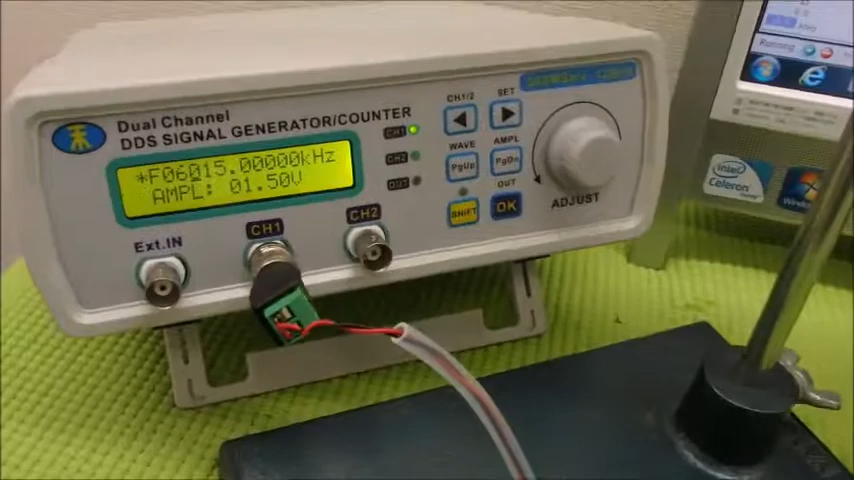 Dual Channel
DDS SIGNAL GENERATOR/COUNTER
*F06015.00000kHz
AMPL: 01.50V
CH1/2
SET
WAVE
AMPL
PgUp
PgDn
OUT
SHIFT
OK
CH1
CH2
OUT
ADJUST
Ext.IN
CH1
CH2
Running
intel
Celeron